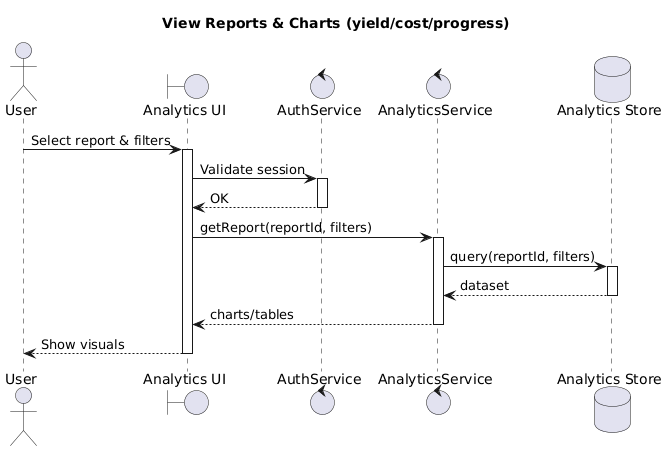 View Reports & Charts (yield/cost/progress)
User
Analytics UI
AuthService
AnalyticsService
Analytics Store
Select report & filters
Validate session
OK
getReport(reportId, filters)
query(reportId, filters)
dataset
charts/tables
Show visuals
User
Analytics UI
AuthService
AnalyticsService
Analytics Store